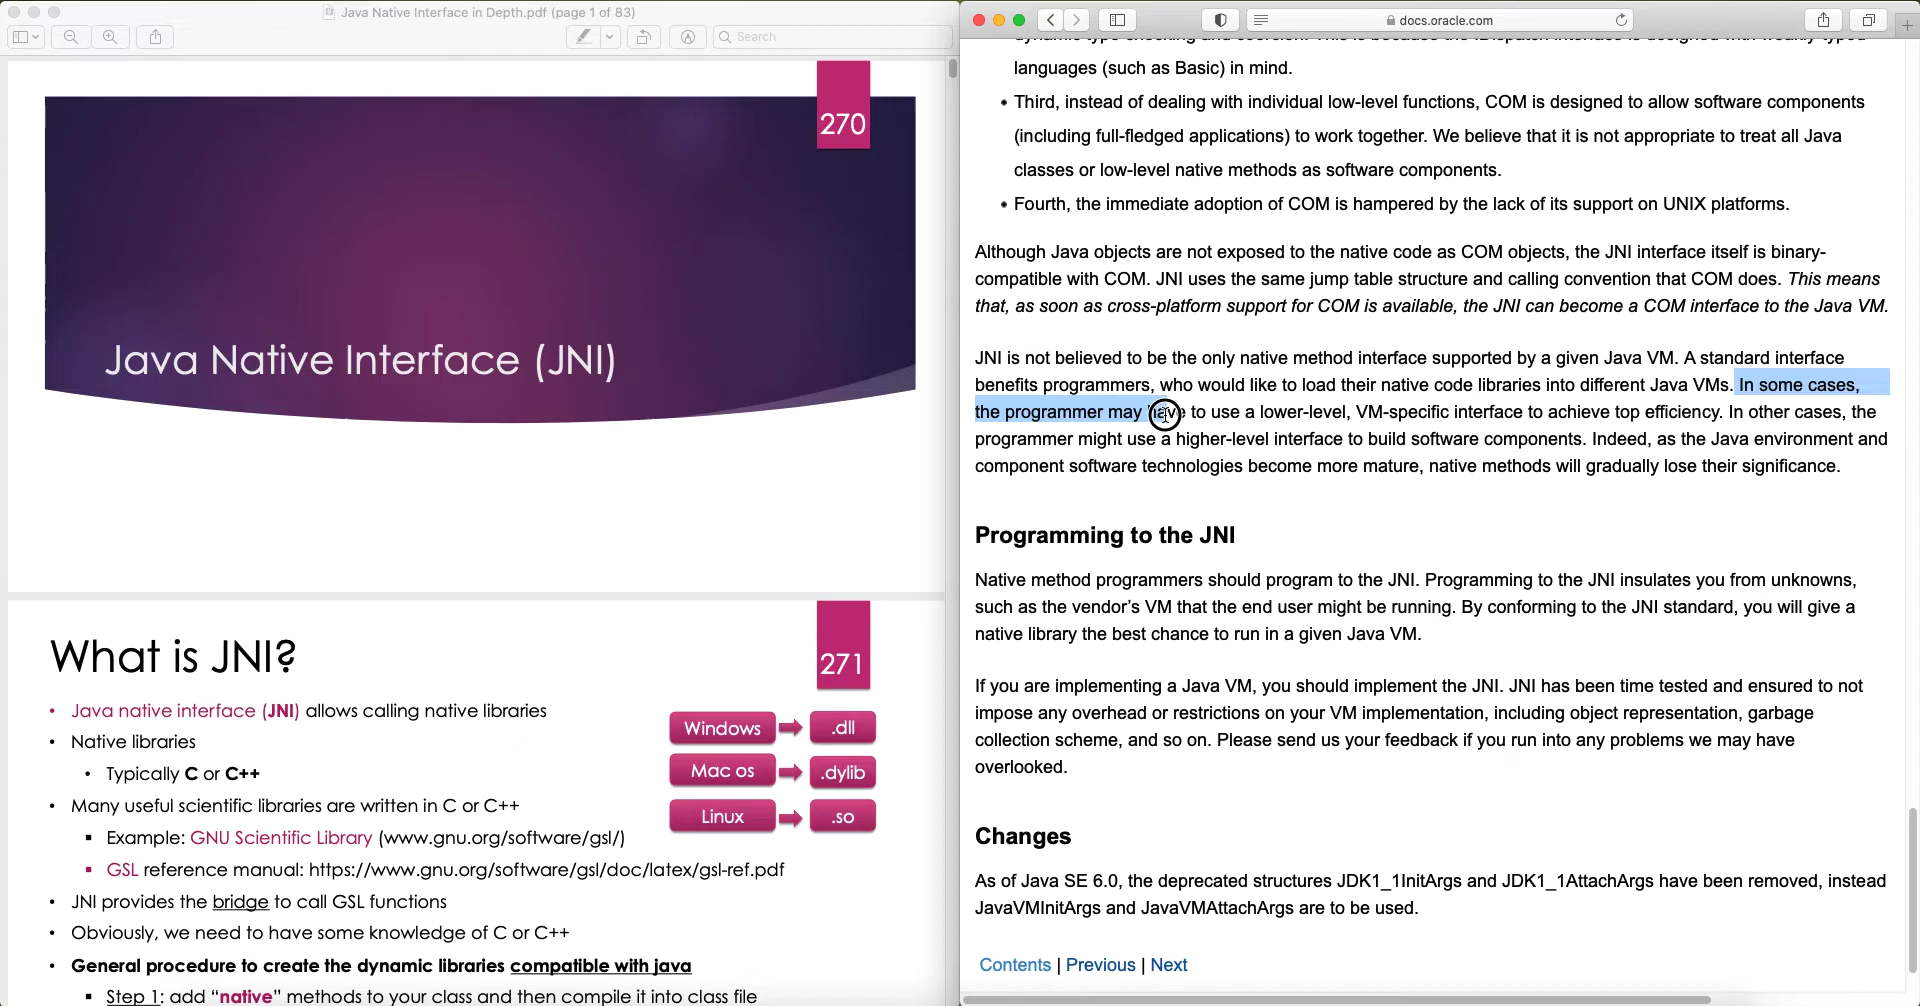 Java Native Interface in Depth.pdf (page 1 of 83)
Search
270
Java Native Interface (JNI)
271
What is JNI?
• Java native interface (JNI) allows calling native libraries
• Native libraries
• Typically C or C++
• Many useful scientific libraries are written in C or C++
▪ Example: GNU Scientific Library (www.gnu.org/software/gsl/)
▪ GSL reference manual: https://www.gnu.org/software/gsl/doc/latex/gsl-ref.pdf
• JNI provides the bridge to call GSL functions
• Obviously, we need to have some knowledge of C or C++
• General procedure to create the dynamic libraries compatible with java
▪ Step 1: add “native” methods to your class and then compile it into class file
Windows .dll
Mac os .dylib
Linux .so
docs.oracle.com
languages (such as Basic) in mind.
• Third, instead of dealing with individual low-level functions, COM is designed to allow software components
(including full-fledged applications) to work together. We believe that it is not appropriate to treat all Java
classes or low-level native methods as software components.
• Fourth, the immediate adoption of COM is hampered by the lack of its support on UNIX platforms.
Although Java objects are not exposed to the native code as COM objects, the JNI interface itself is binary-
compatible with COM. JNI uses the same jump table structure and calling convention that COM does. This means
that, as soon as cross-platform support for COM is available, the JNI can become a COM interface to the Java VM.
JNI is not believed to be the only native method interface supported by a given Java VM. A standard interface
benefits programmers, who would like to load their native code libraries into different Java VMs. In some cases,
the programmer may have to use a lower-level, VM-specific interface to achieve top efficiency. In other cases, the
programmer might use a higher-level interface to build software components. Indeed, as the Java environment and
component software technologies become more mature, native methods will gradually lose their significance.
Programming to the JNI
Native method programmers should program to the JNI. Programming to the JNI insulates you from unknowns,
such as the vendor’s VM that the end user might be running. By conforming to the JNI standard, you will give a
native library the best chance to run in a given Java VM.
If you are implementing a Java VM, you should implement the JNI. JNI has been time tested and ensured to not
impose any overhead or restrictions on your VM implementation, including object representation, garbage
collection scheme, and so on. Please send us your feedback if you run into any problems we may have
overlooked.
Changes
As of Java SE 6.0, the deprecated structures JDK1_1InitArgs and JDK1_1AttachArgs have been removed, instead
JavaVMInitArgs and JavaVMAttachArgs are to be used.
Contents | Previous | Next